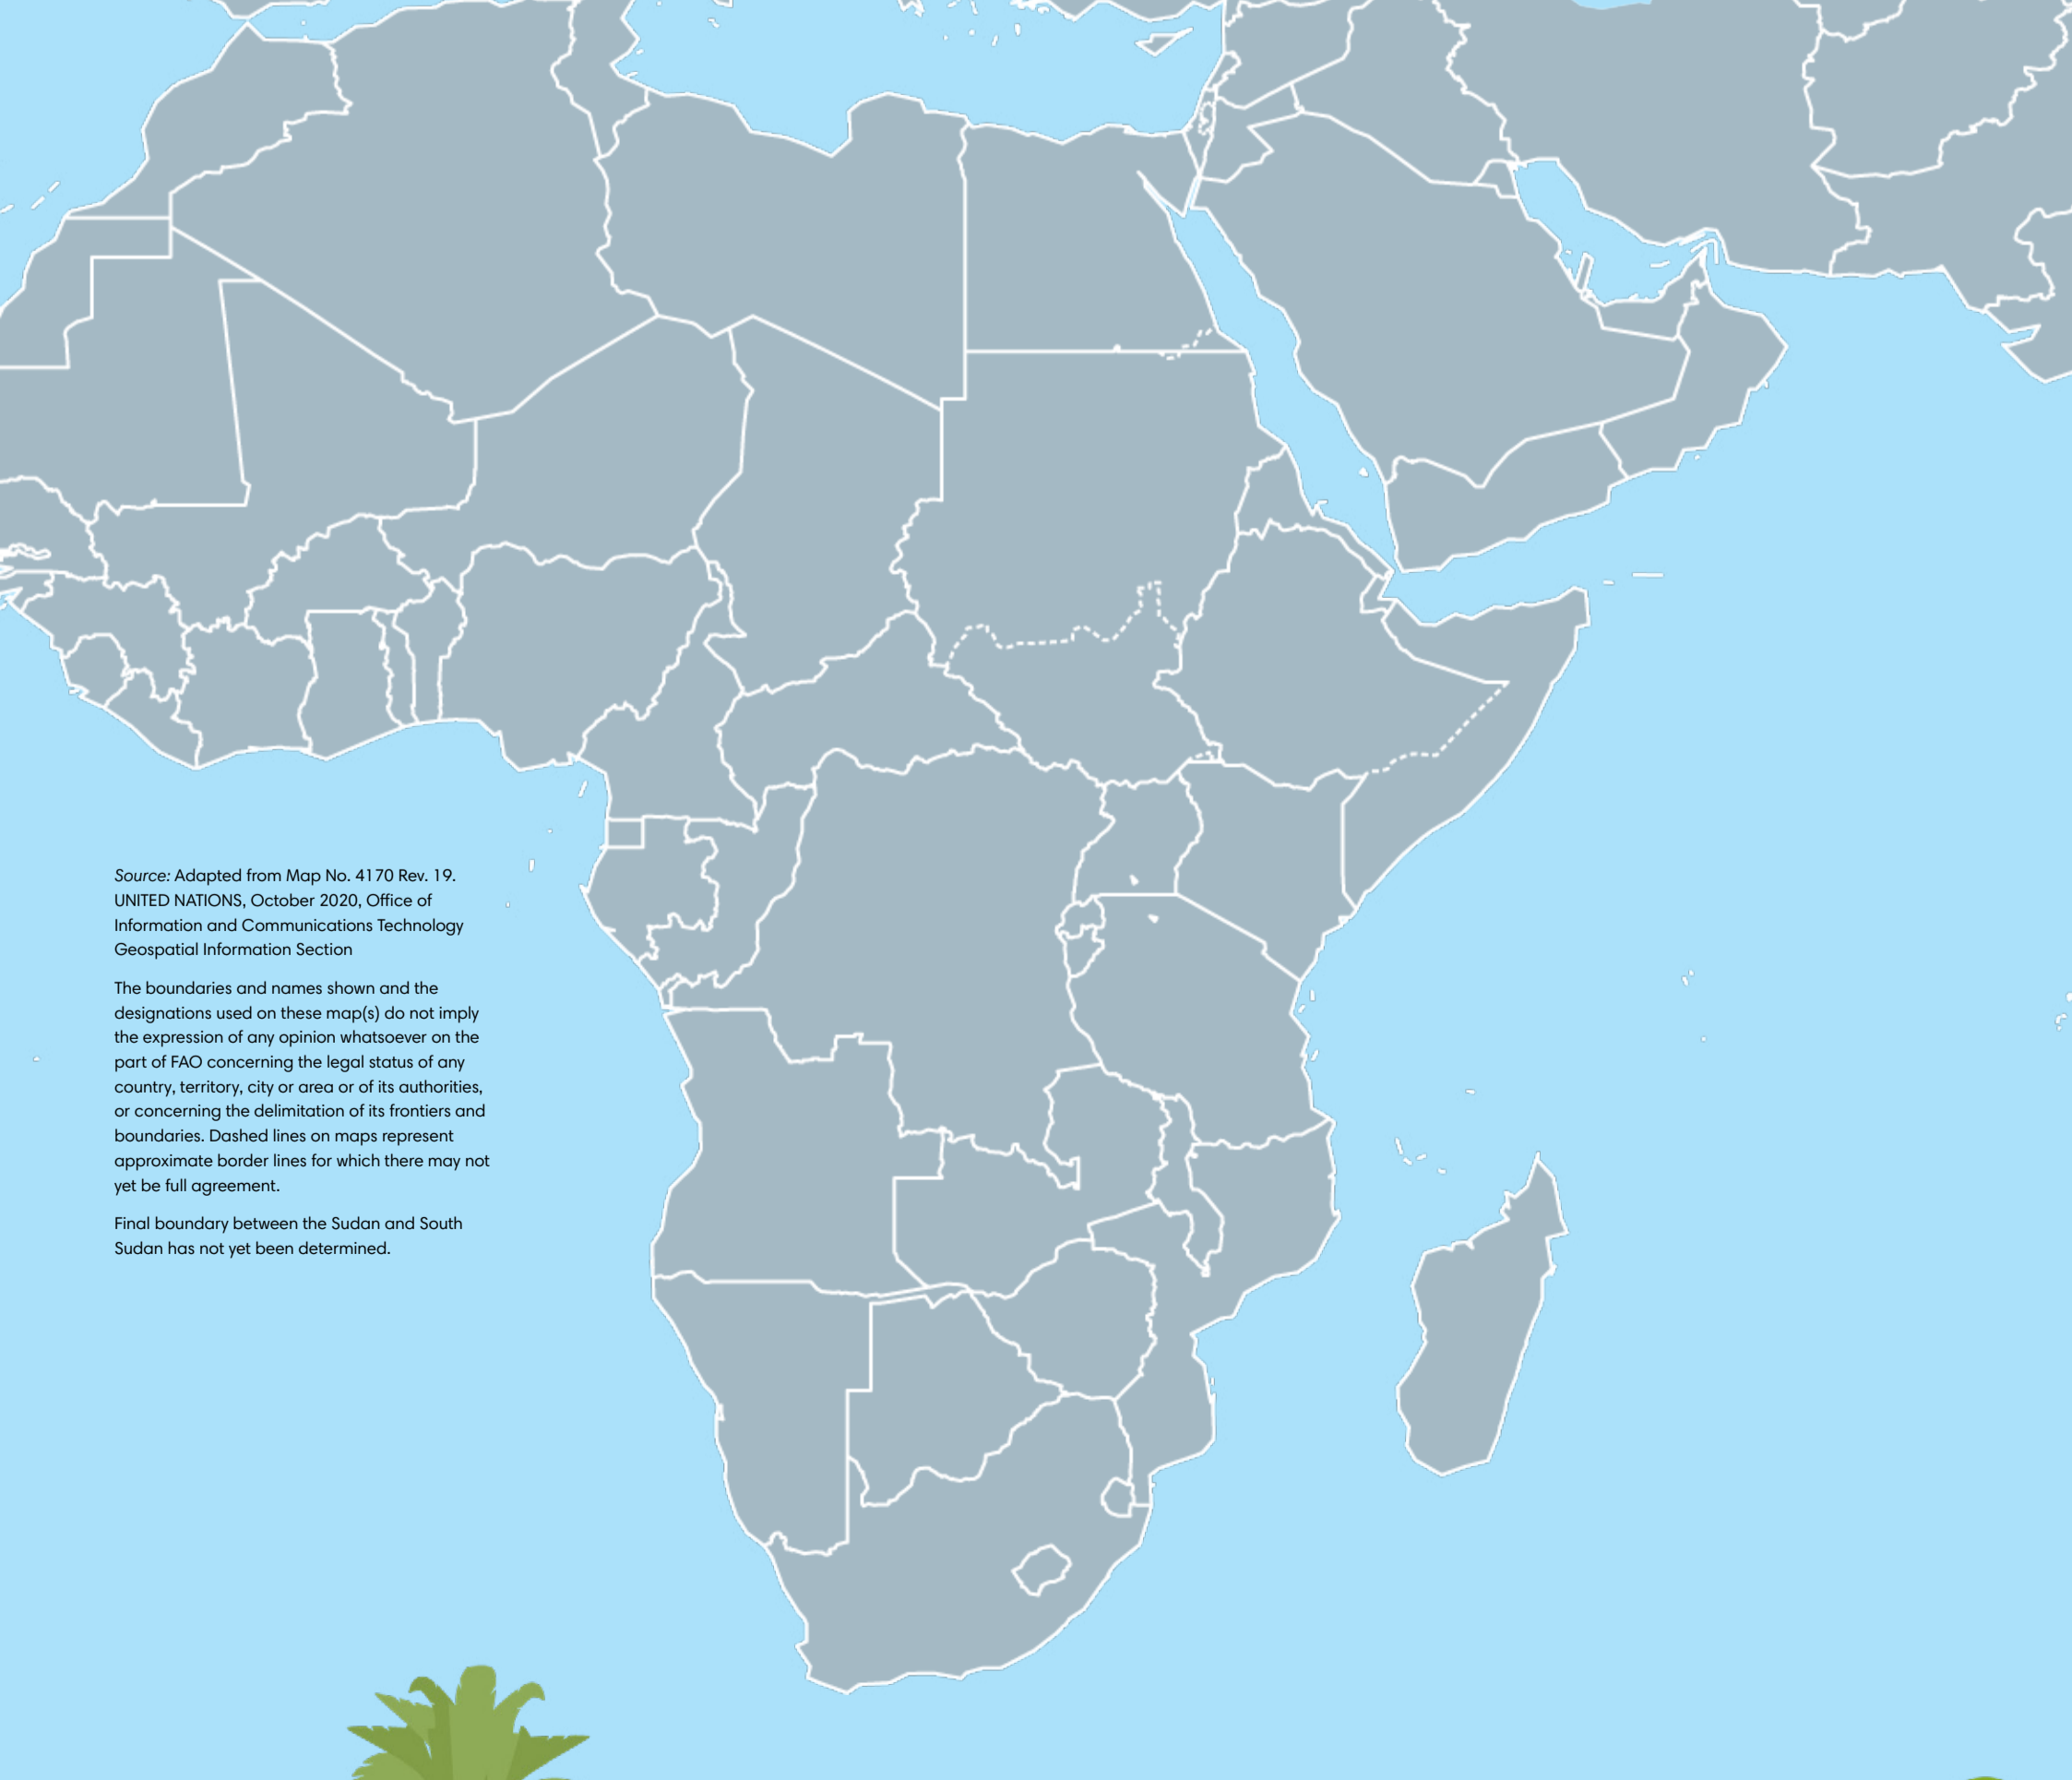 Source: Adapted from Map No. 4170 Rev. 19.
UNITED NATIONS, October 2020, Office of
Information and Communications Technology
Geospatial Information Section
The boundaries and names shown and the
designations used on these map(s) do not imply
the expression of any opinion whatsoever on the
part of FAO concerning the legal status of any
country, territory, city or area or of its authorities,
or concerning the delimitation of its frontiers and
boundaries. Dashed lines on maps represent
approximate border lines for which there may not
yet be full agreement.
Final boundary between the Sudan and South
Sudan has not yet been determined.